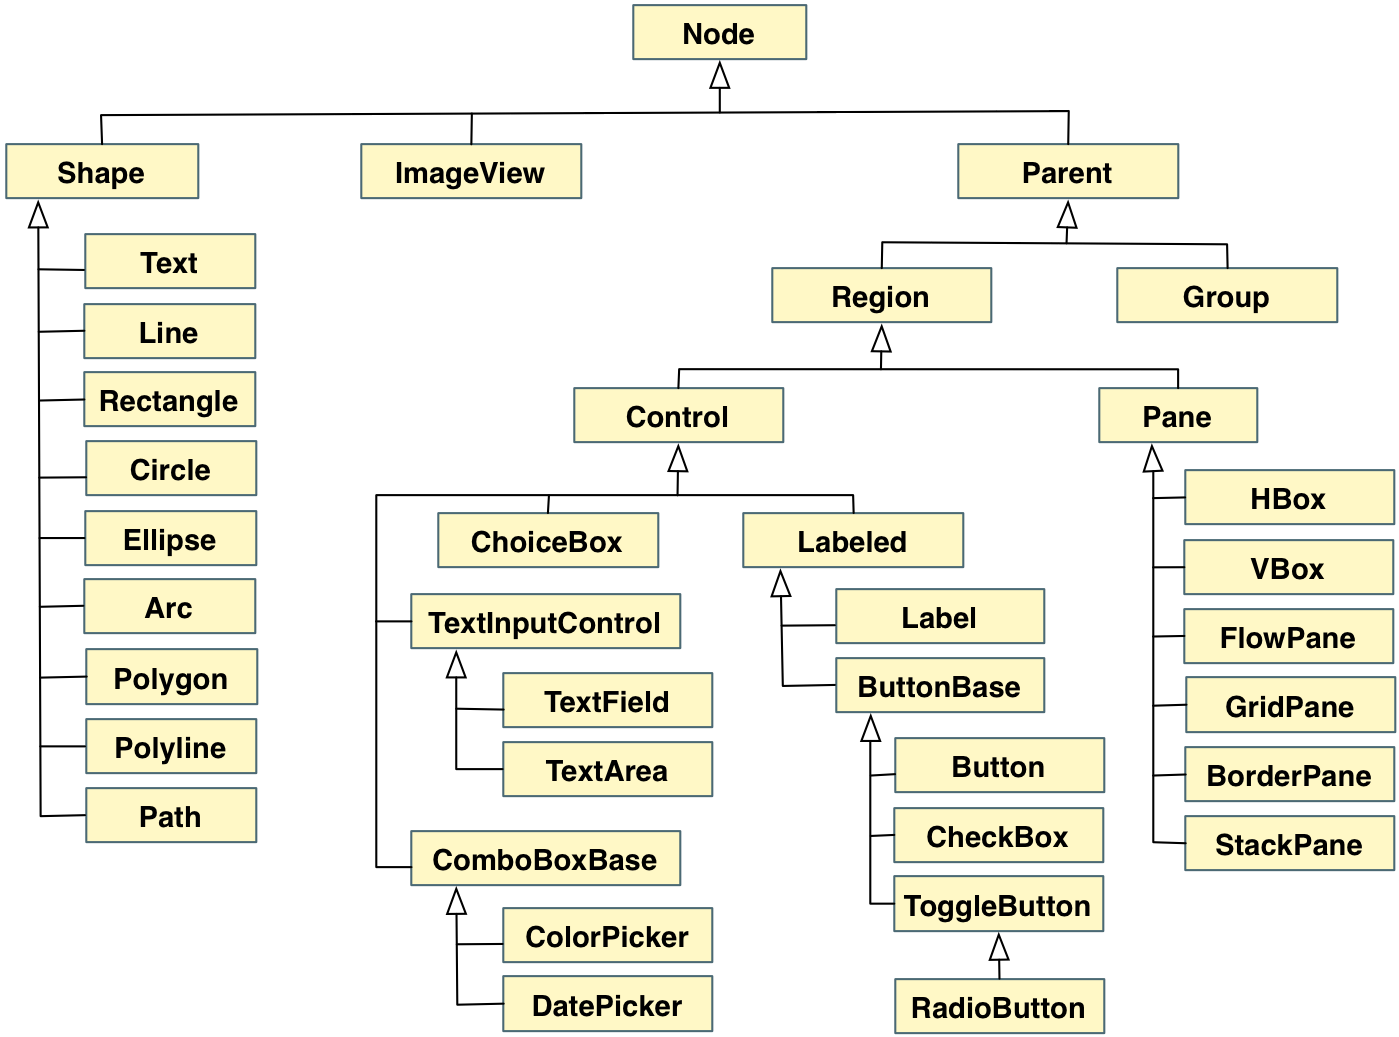 Node
Shape
ImageView
Parent
Text
Line
Rectangle
Circle
Ellipse
Arc
Polygon
Polyline
Path
Region
Group
Control
Pane
ChoiceBox
Labeled
TextInputControl
TextField
TextArea
ComboBoxBase
ColorPicker
DatePicker
Label
ButtonBase
Button
CheckBox
ToggleButton
RadioButton
HBox
VBox
FlowPane
GridPane
BorderPane
StackPane